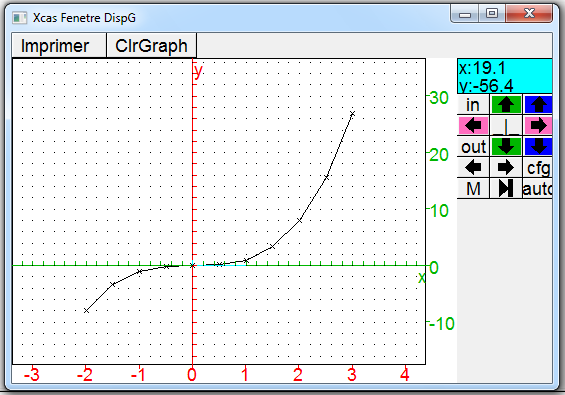 Xcas Fenetre DispG
Imprimer ClrGraph
y
x:19.1
y:-56.4
in
out
cfg
M auto
30
20
10
0
x
-10
-3 -2 -1 0 1 2 3 4